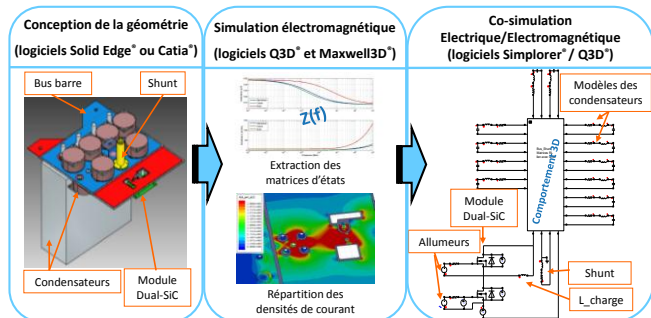 Conception de la géométrie
(logiciels Solid Edge® ou Catia®)
Bus barre
Shunt
Condensateurs
Module
Dual-SiC
Simulation électromagnétique
(logiciels Q3D® et Maxwell3D®)
Z(f)
Extraction des
matrices d'états
Répartition des
densités de courant
Co-simulation
Electrique/Electromagnétique
(logiciels Simplorer® / Q3D®)
Modèles des
condensateurs
Comportement 3D
Module
Dual-SiC
Allumeurs
Shunt
L_charge